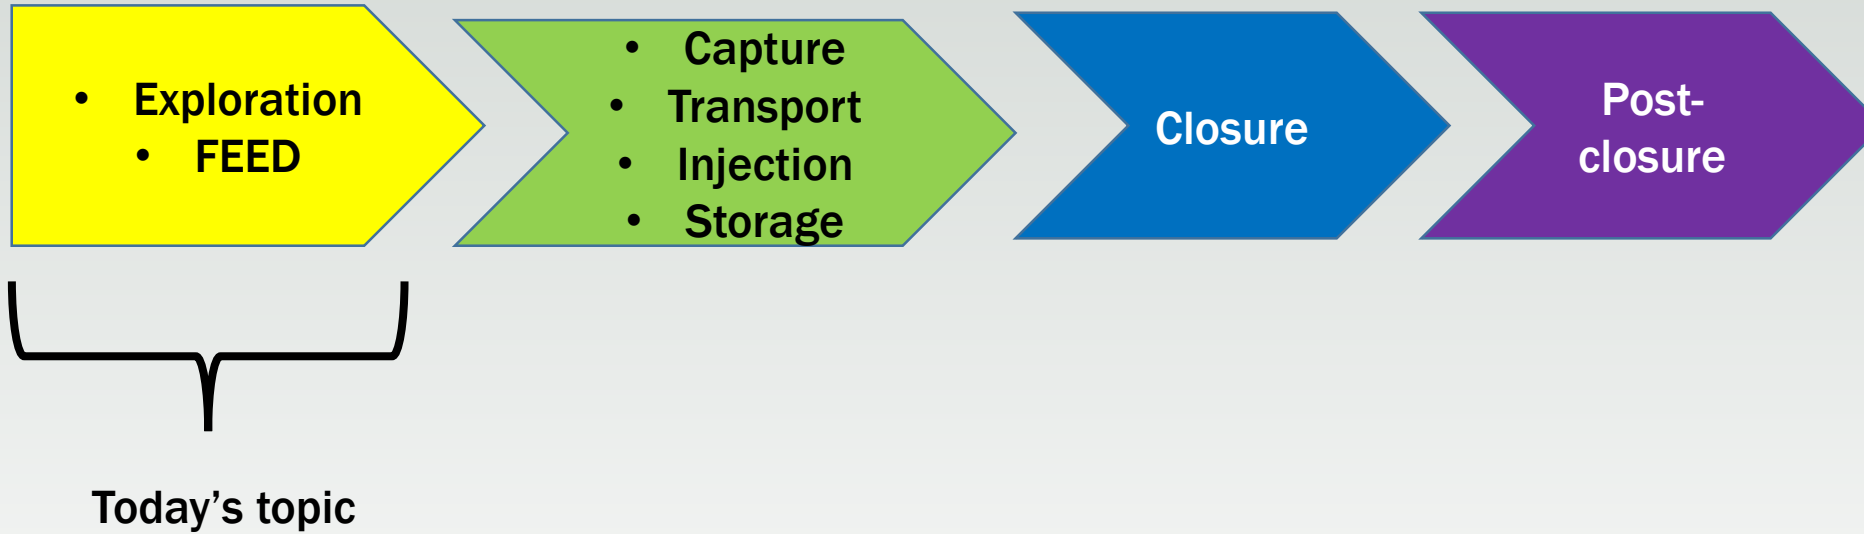 • Exploration
• FEED
• Capture
• Transport
• Injection
• Storage
Closure
Post-
closure
Today’s topic